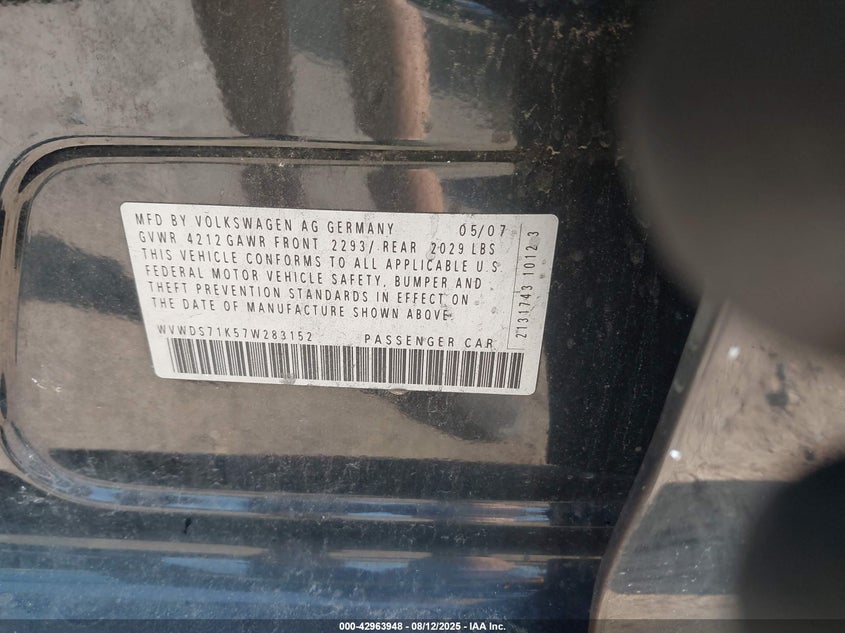 MFD BY VOLKSWAGEN AG GERMANY 05/07
GVWR 4212 GAWR FRONT 2293/ REAR 2029 LBS
THIS VEHICLE CONFORMS TO ALL APPLICABLE U.S.
FEDERAL MOTOR VEHICLE SAFETY, BUMPER AND
THEFT PREVENTION STANDARDS IN EFFECT ON
THE DATE OF MANUFACTURE SHOWN ABOVE.
WVWDS71K57W283152 PASSENGER CAR
2131743 1012 3
000-42963948 - 08/12/2025 - IAA Inc.